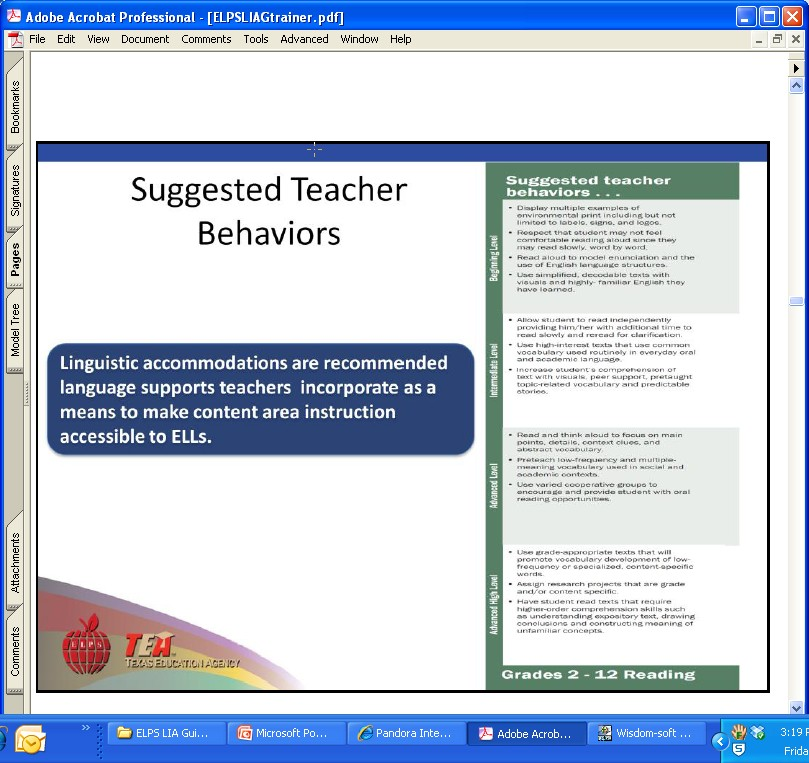 Adobe Acrobat Professional - [ELPSLIAGtrainer.pdf]
File Edit View Document Comments Tools Advanced Window Help
Bookmarks
Signatures
Pages
Model Tree
Attachments
Comments
Suggested Teacher
Behaviors
Linguistic accommodations are recommended
language supports teachers incorporate as a
means to make content area instruction
accessible to ELLs.
TEA
TEXAS EDUCATION AGENCY
Suggested teacher
behaviors . . .
Beginning Level
• Display multiple examples of
environmental print including but not
limited to labels, signs, and logos.
• Respect that student may not feel
comfortable reading aloud since they
may read slowly, word by word.
• Read aloud to model enunciation and the
use of English language structures.
• Use simplified, decodable texts with
visuals and highly- familiar English they
have learned.
Intermediate Level
• Allow student to read independently
providing him/her with additional time to
read slowly and reread for clarification.
• Use high-interest texts that use common
vocabulary used routinely in everyday oral
and academic language.
• Increase student's comprehension of
text with visuals, peer support, pretaught
topic-related vocabulary and predictable
stories.
Advanced Level
• Read and think aloud to focus on main
points, details, context clues, and
abstract vocabulary.
• Preteach low-frequency and multiple-
meaning vocabulary used in social and
academic contexts.
• Use varied cooperative groups to
encourage and provide student with oral
reading opportunities.
Advanced High Level
• Use grade-appropriate texts that will
promote vocabulary development of low-
frequency or specialized, content-specific
words.
• Assign research projects that are grade
and/or content specific.
• Have student read texts that require
higher-order comprehension skills such
as understanding expository text, drawing
conclusions and constructing meaning of
unfamiliar concepts.
Grades 2 - 12 Reading
ELPS LIA Gui...
Microsoft Po...
Pandora Inte...
Adobe Acrob...
Wisdom-soft ...
3:19 P
Frida